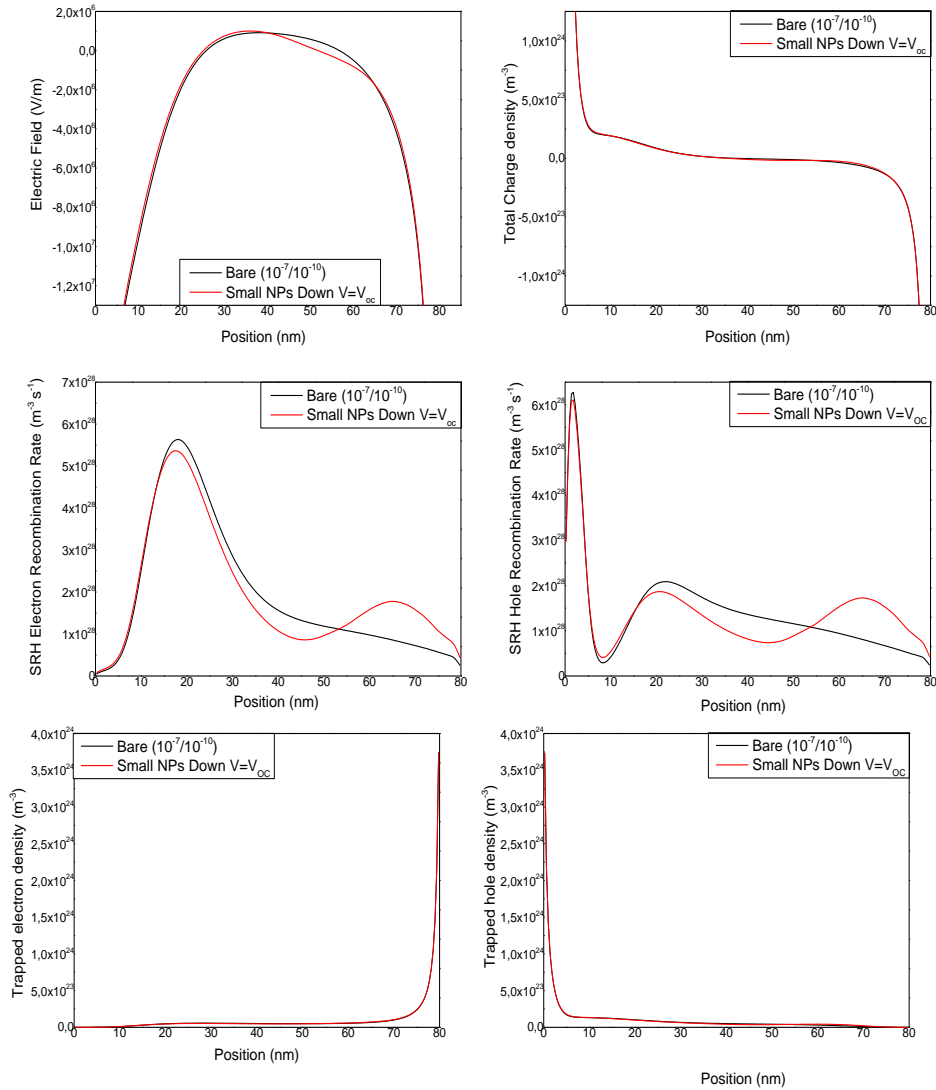 2,0x10⁶
0,0
-2,0x10⁶
-4,0x10⁶
-6,0x10⁶
-8,0x10⁶
-1,0x10⁷
-1,2x10⁷
Electric Field (V/m)
Bare (10⁻⁷/10⁻¹⁰)
Small NPs Down V=Voc
0 10 20 30 40 50 60 70 80
Position (nm)
1,0x10²⁴
5,0x10²³
0,0
-5,0x10²³
-1,0x10²⁴
Total Charge density (m⁻³)
Bare (10⁻⁷/10⁻¹⁰)
Small NPs Down V=Voc
0 10 20 30 40 50 60 70 80
Position (nm)
7x10²⁸
6x10²⁸
5x10²⁸
4x10²⁸
3x10²⁸
2x10²⁸
1x10²⁸
0
SRH Electron Recombination Rate (m⁻³ s⁻¹)
Bare (10⁻⁷/10⁻¹⁰)
Small NPs Down V=Voc
0 10 20 30 40 50 60 70 80
Position (nm)
6x10²⁸
6x10²⁸
4x10²⁸
3x10²⁸
2x10²⁸
1x10²⁸
0
SRH Hole Recombination Rate (m⁻³ s⁻¹)
Bare (10⁻⁷/10⁻¹⁰)
Small NPs Down V=VOC
0 10 20 30 40 50 60 70 80
Position (nm)
4,0x10²⁴
3,5x10²⁴
3,0x10²⁴
2,5x10²⁴
2,0x10²⁴
1,5x10²⁴
1,0x10²⁴
5,0x10²³
0,0
Trapped electron density (m⁻³)
Bare (10⁻⁷/10⁻¹⁰)
Small NPs Down V=VOC
0 10 20 30 40 50 60 70 80
Position (nm)
4,0x10²⁴
3,5x10²⁴
3,0x10²⁴
2,5x10²⁴
2,0x10²⁴
1,5x10²⁴
1,0x10²⁴
5,0x10²³
0,0
Trapped hole density (m⁻³)
Bare (10⁻⁷/10⁻¹⁰)
Small NPs Down V=VOC
0 10 20 30 40 50 60 70 80
Position (nm)